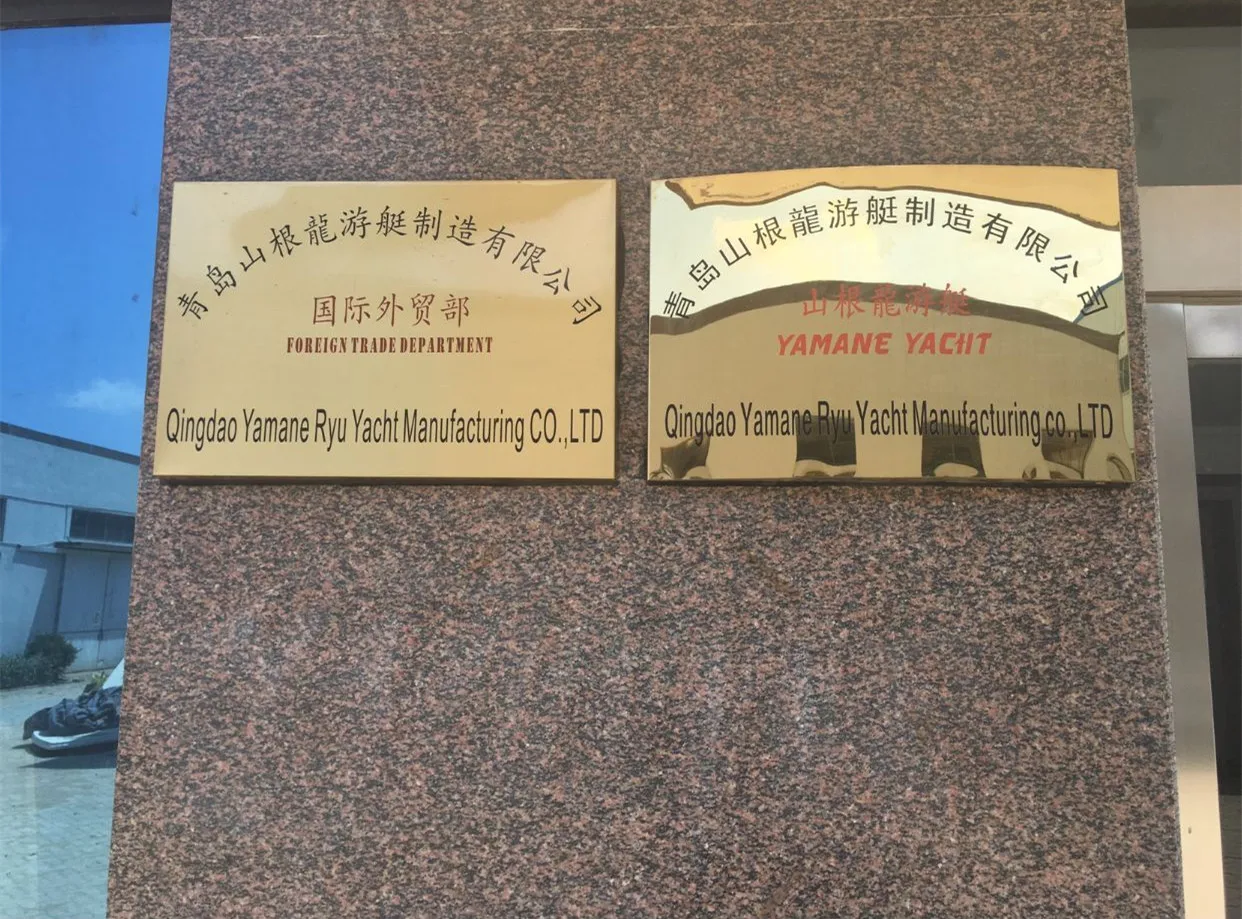 青岛山根龍游艇制造有限公司
国际外贸部
FOREIGN TRADE DEPARTMENT
Qingdao Yamane Ryu Yacht Manufacturing CO.,LTD
青岛山根龍游艇制造有限公司
山根龍游艇
YAMANE YACHT
Qingdao Yamane Ryu Yacht Manufacturing co.,LTD